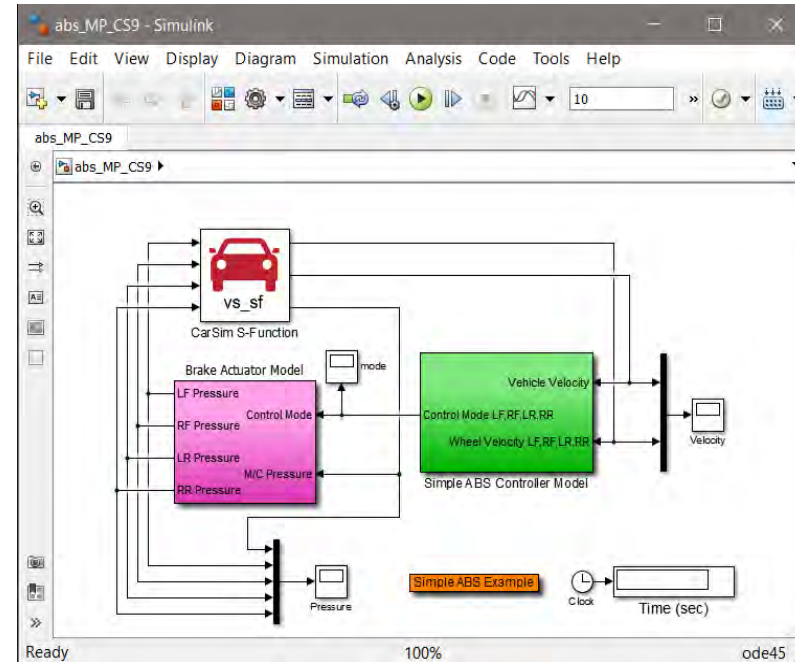 abs_MP_CS9 - Simulink
File Edit View Display Diagram Simulation Analysis Code Tools Help
10 »
abs_MP_CS9
abs_MP_CS9
vs_sf
CarSim S-Function
Brake Actuator Model
mode
LF Pressure
Control Mode
RF Pressure
LR Pressure
M/C Pressure
RR Pressure
Vehicle Velocity
Control Mode LF,RF,LR,RR
Wheel Velocity LF,RF,LR,RR
Simple ABS Controller Model
Velocity
Pressure
Simple ABS Example
Clock
Time (sec)
»
Ready 100% ode45